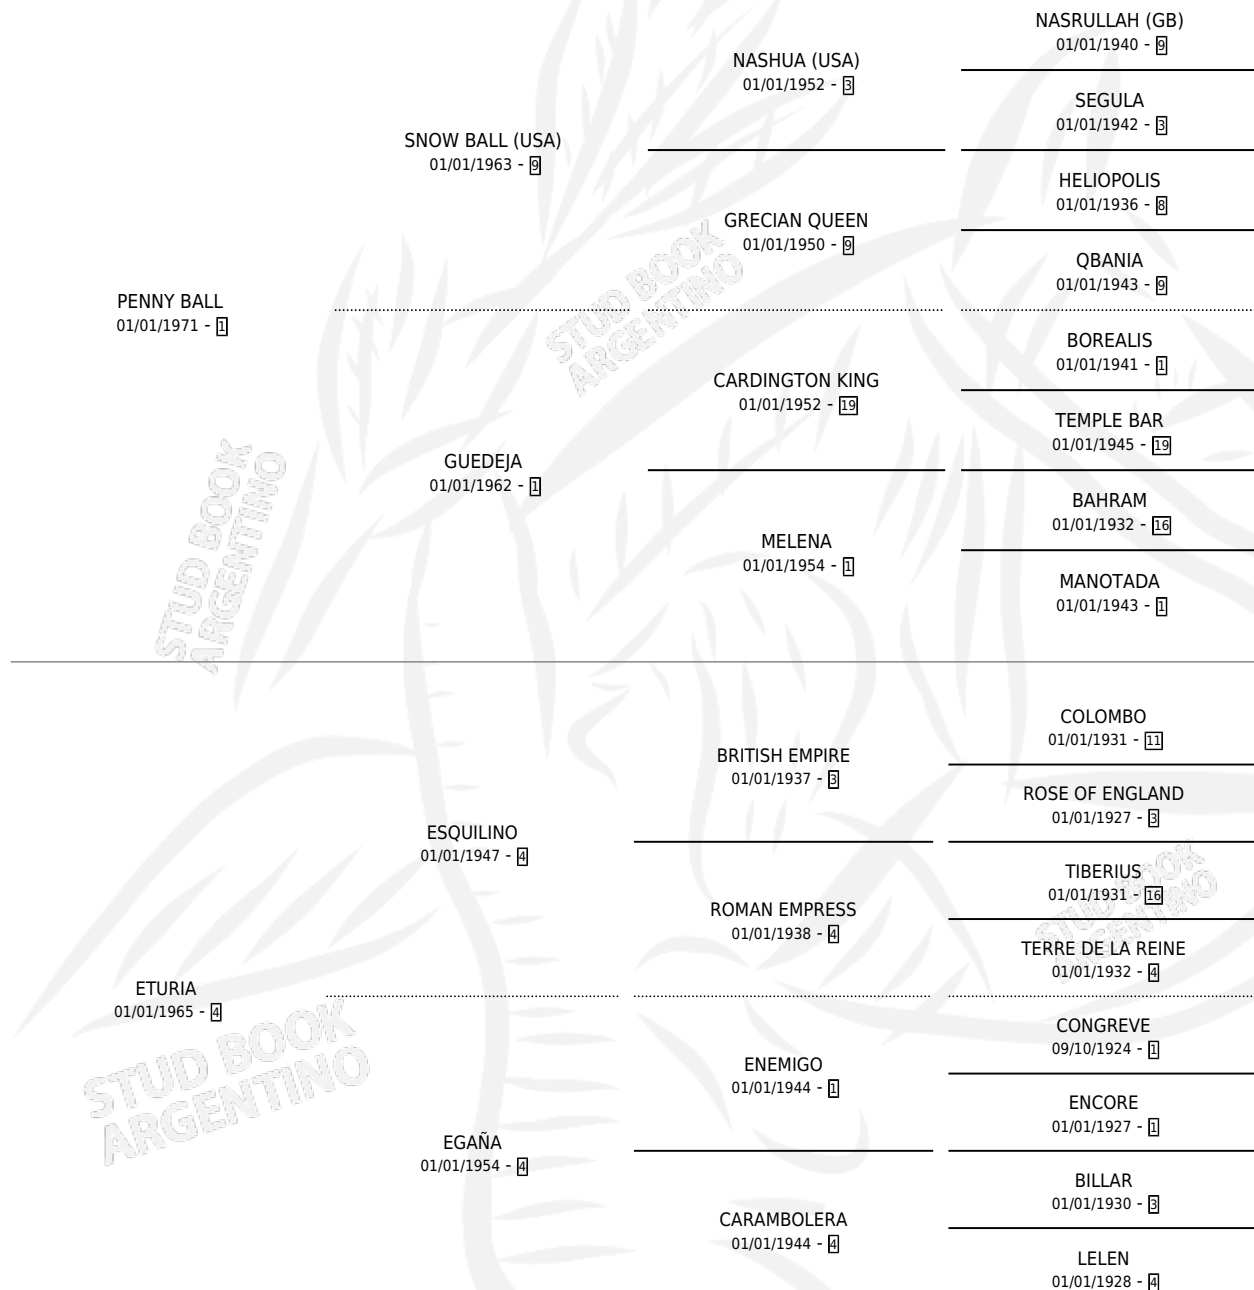 NASRULLAH (GB)
01/01/1940 - 9
NASHUA (USA)
01/01/1952 - 3
SEGULA
01/01/1942 - 3
SNOW BALL (USA)
01/01/1963 - 9
HELIOPOLIS
01/01/1936 - 8
GRECIAN QUEEN
01/01/1950 - 9
QBANIA
01/01/1943 - 9
PENNY BALL
01/01/1971 - 1
BOREALIS
01/01/1941 - 1
CARDINGTON KING
01/01/1952 - 19
TEMPLE BAR
01/01/1945 - 19
GUEDEJA
01/01/1962 - 1
BAHRAM
01/01/1932 - 16
MELENA
01/01/1954 - 1
MANOTADA
01/01/1943 - 1
COLOMBO
01/01/1931 - 11
BRITISH EMPIRE
01/01/1937 - 3
ROSE OF ENGLAND
01/01/1927 - 3
ESQUILINO
01/01/1947 - 4
TIBERIUS
01/01/1931 - 16
ROMAN EMPRESS
01/01/1938 - 4
TERRE DE LA REINE
01/01/1932 - 4
ETURIA
01/01/1965 - 4
CONGREVE
09/10/1924 - 1
ENEMIGO
01/01/1944 - 1
ENCORE
01/01/1927 - 1
EGAÑA
01/01/1954 - 4
BILLAR
01/01/1930 - 3
CARAMBOLERA
01/01/1944 - 4
LELEN
01/01/1928 - 4
STUD BOOK
ARGENTINO
STUD BOOK
ARGENTINO
STUD BOOK
ARGENTINO
STUD BOOK
ARGENTINO